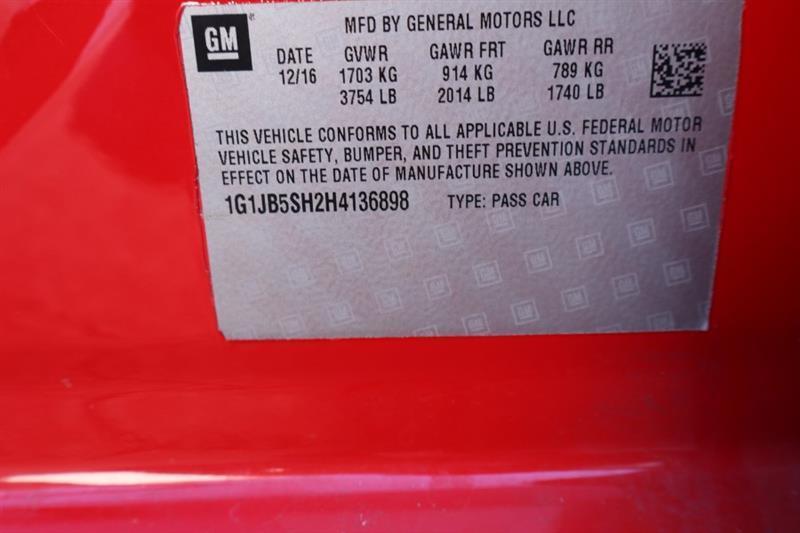 GM
MFD BY GENERAL MOTORS LLC
DATE GVWR GAWR FRT GAWR RR
12/16 1703 KG 914 KG 789 KG
3754 LB 2014 LB 1740 LB
THIS VEHICLE CONFORMS TO ALL APPLICABLE U.S. FEDERAL MOTOR
VEHICLE SAFETY, BUMPER, AND THEFT PREVENTION STANDARDS IN
EFFECT ON THE DATE OF MANUFACTURE SHOWN ABOVE.
1G1JB5SH2H4136898 TYPE: PASS CAR